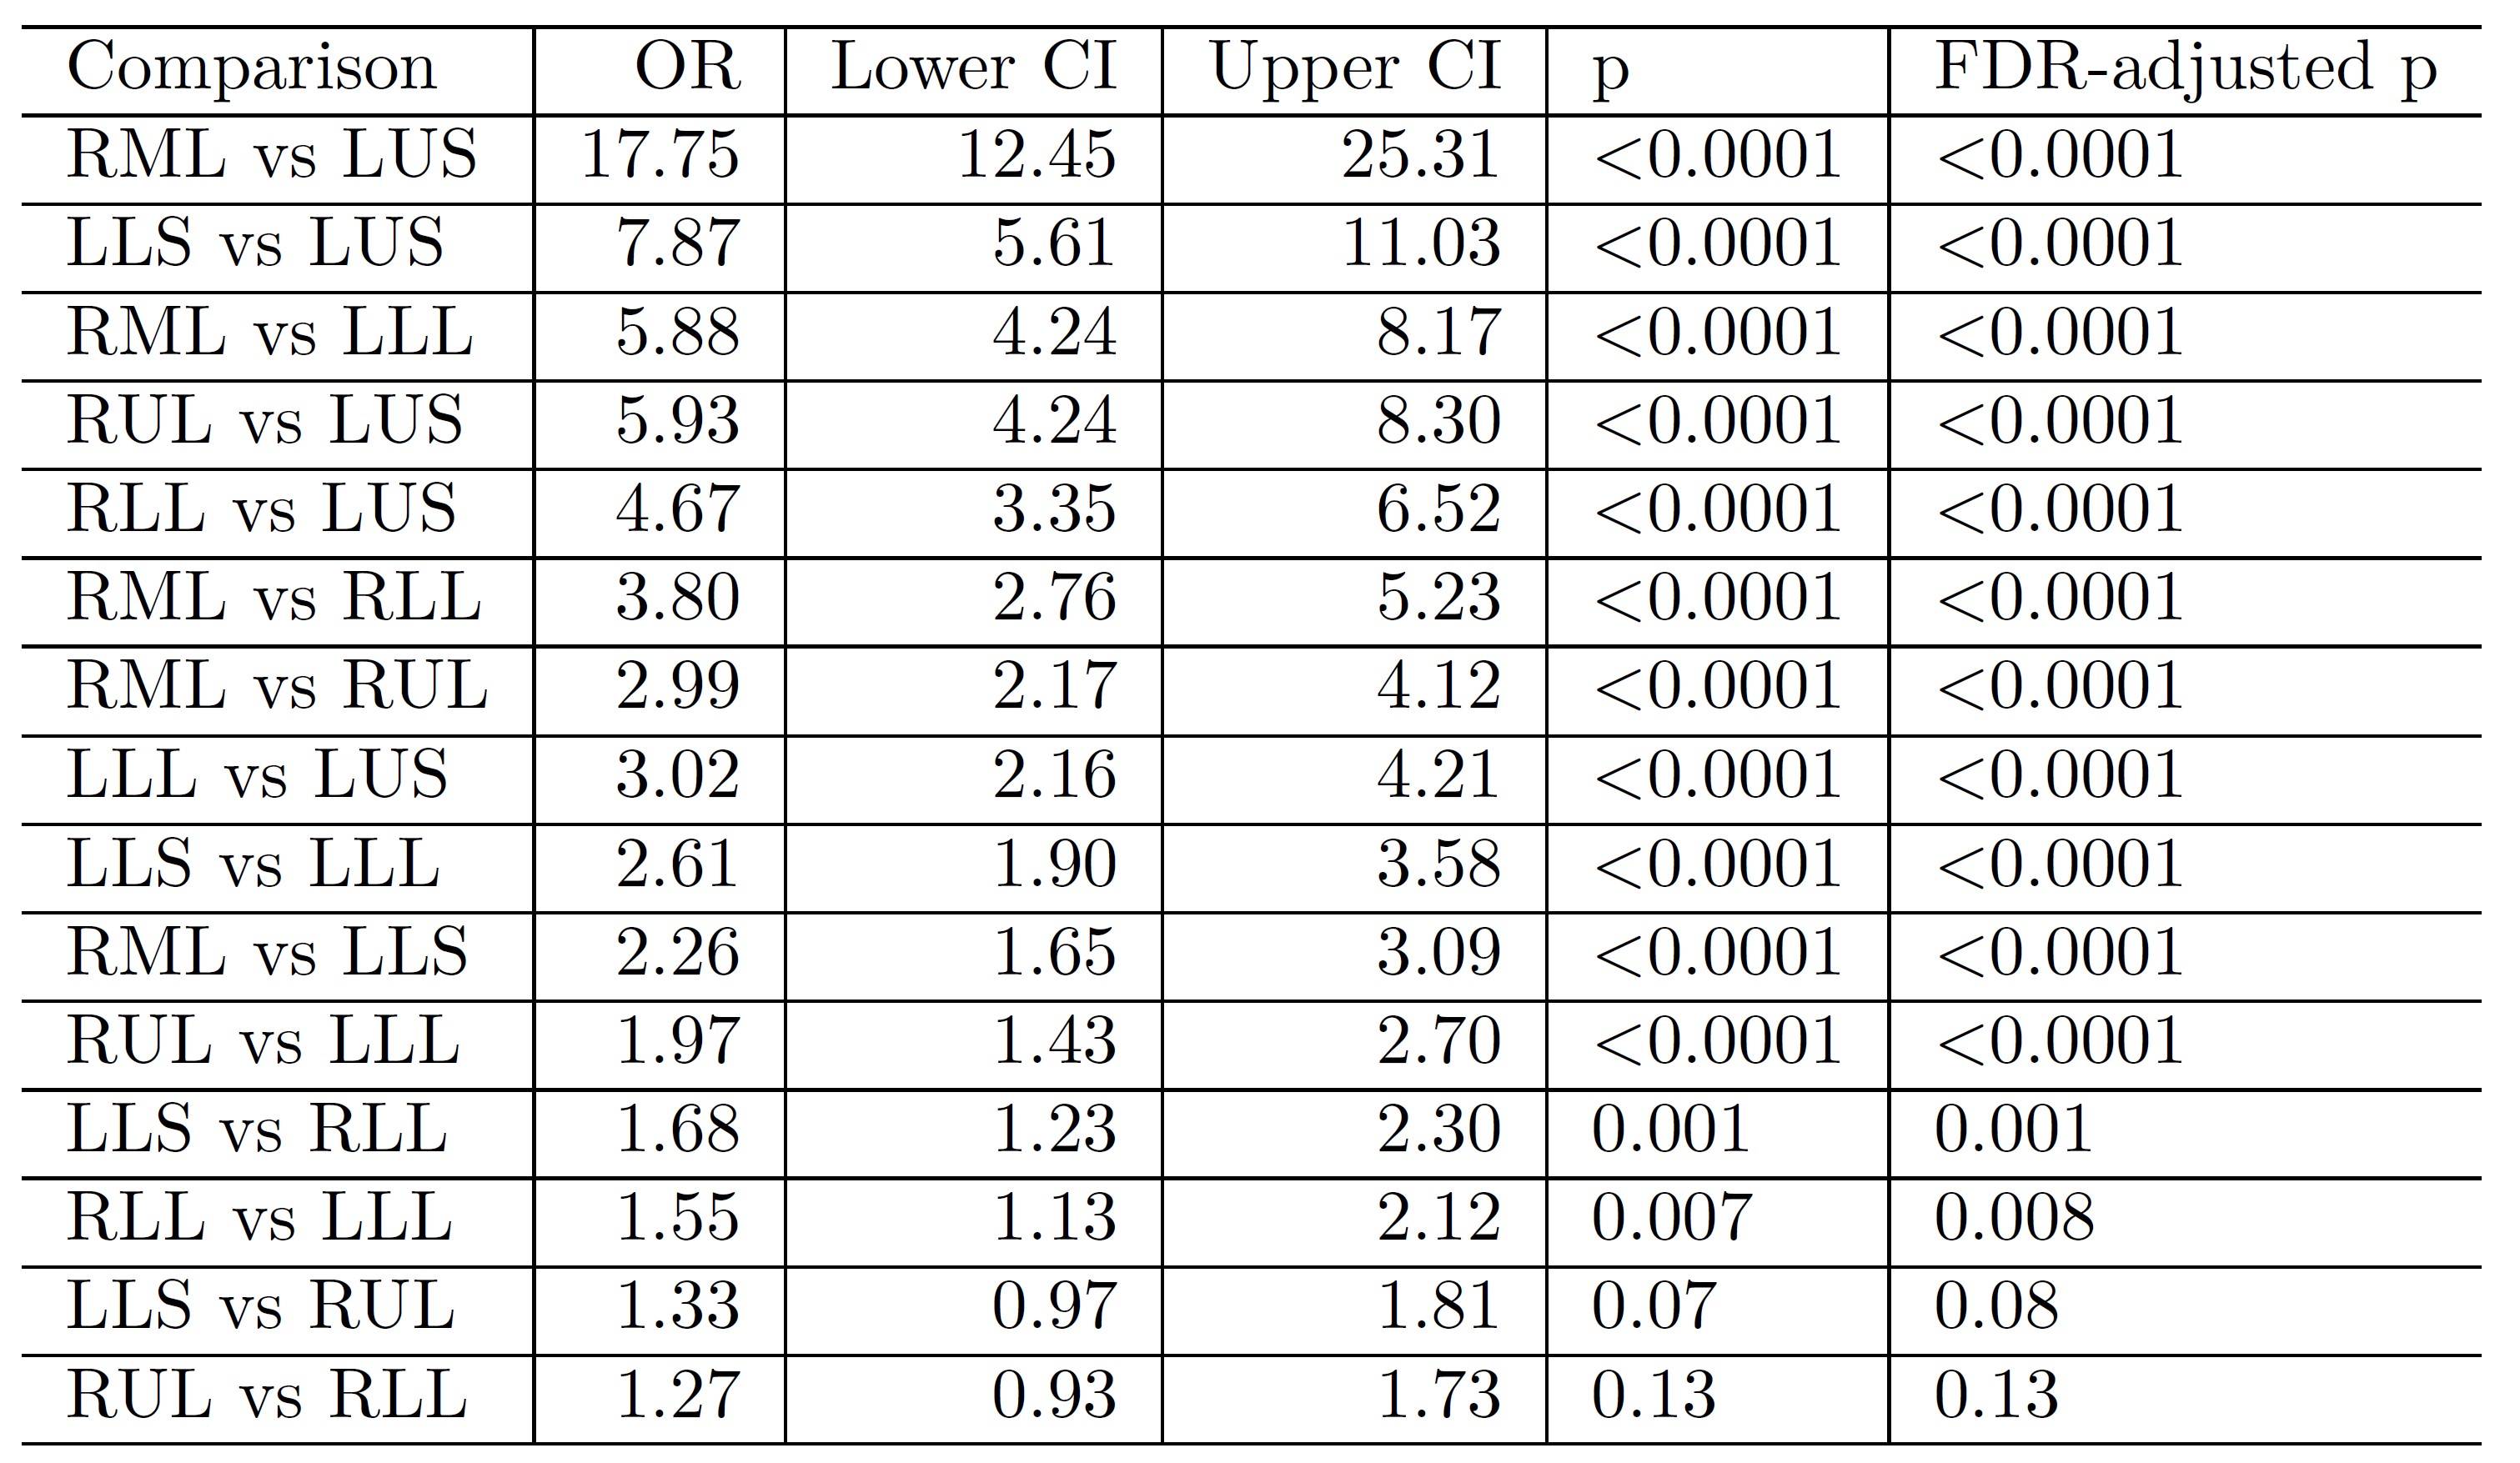 Comparison OR Lower CI Upper CI p FDR-adjusted p
RML vs LUS 17.75 12.45 25.31 <0.0001 <0.0001
LLS vs LUS 7.87 5.61 11.03 <0.0001 <0.0001
RML vs LLL 5.88 4.24 8.17 <0.0001 <0.0001
RUL vs LUS 5.93 4.24 8.30 <0.0001 <0.0001
RLL vs LUS 4.67 3.35 6.52 <0.0001 <0.0001
RML vs RLL 3.80 2.76 5.23 <0.0001 <0.0001
RML vs RUL 2.99 2.17 4.12 <0.0001 <0.0001
LLL vs LUS 3.02 2.16 4.21 <0.0001 <0.0001
LLS vs LLL 2.61 1.90 3.58 <0.0001 <0.0001
RML vs LLS 2.26 1.65 3.09 <0.0001 <0.0001
RUL vs LLL 1.97 1.43 2.70 <0.0001 <0.0001
LLS vs RLL 1.68 1.23 2.30 0.001 0.001
RLL vs LLL 1.55 1.13 2.12 0.007 0.008
LLS vs RUL 1.33 0.97 1.81 0.07 0.08
RUL vs RLL 1.27 0.93 1.73 0.13 0.13